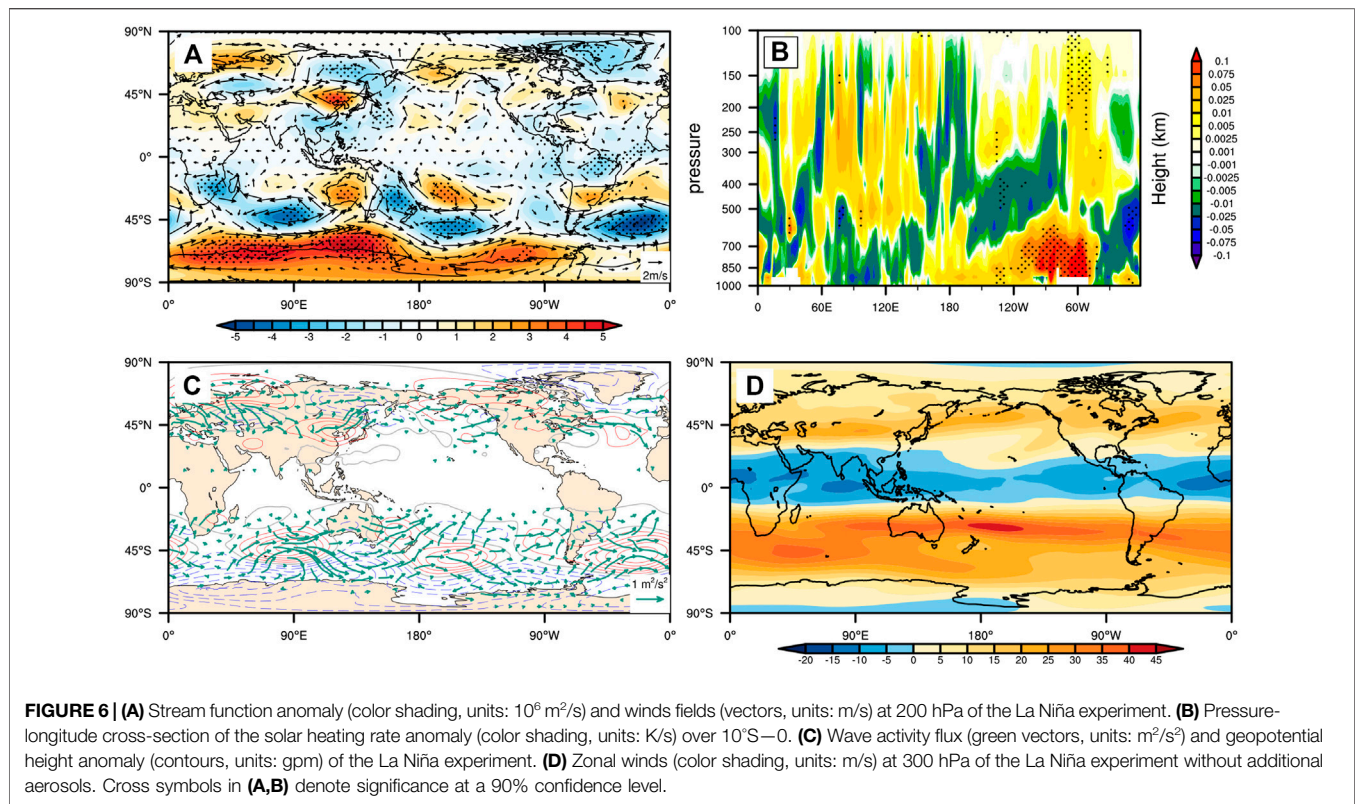 A
90°N
45°N
0°
45°S
90°S
0°
90°E
180°
90°W
0°
2m/s
-5 -4 -3 -2 -1 0 1 2 3 4 5
B
pressure
100
150
200
250
300
400
500
700
850
1000
0
60E
120E
180
120W
60W
Height (km)
0.1
0.075
0.05
0.025
0.01
0.005
0.0025
0.001
-0.001
-0.0025
-0.005
-0.01
-0.025
-0.05
-0.075
-0.1
C
90°N
45°N
0°
45°S
90°S
0°
90°E
180°
90°W
0°
1 m²/s²
D
90°N
45°N
0°
45°S
90°S
0°
90°E
180°
90°W
0°
-20 -15 -10 -5 0 5 10 15 20 25 30 35 40 45
FIGURE 6 | (A) Stream function anomaly (color shading, units: 10⁶ m²/s) and winds fields (vectors, units: m/s) at 200 hPa of the La Niña experiment. (B) Pressure-
longitude cross-section of the solar heating rate anomaly (color shading, units: K/s) over 10°S—0. (C) Wave activity flux (green vectors, units: m²/s²) and geopotential
height anomaly (contours, units: gpm) of the La Niña experiment. (D) Zonal winds (color shading, units: m/s) at 300 hPa of the La Niña experiment without additional
aerosols. Cross symbols in (A,B) denote significance at a 90% confidence level.